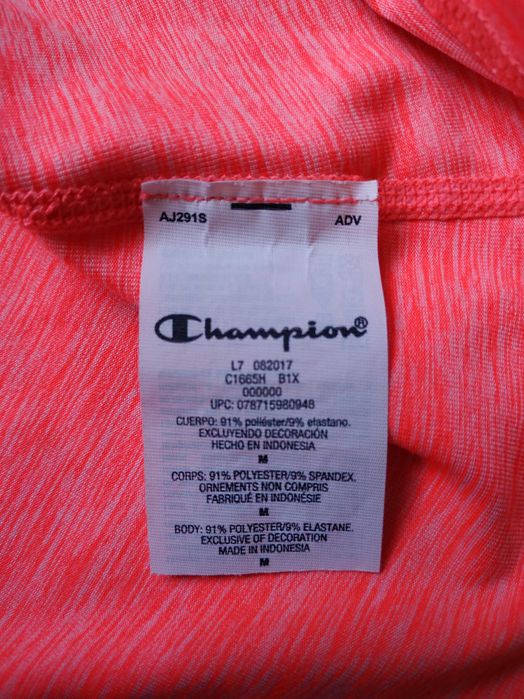 AJ291S ADV
Champion®
L7 082017
C1665H B1X
000000
UPC: 078715980948
CUERPO: 91% poliéster/9% elastano.
EXCLUYENDO DECORACIÓN
HECHO EN INDONESIA
M
CORPS: 91% POLYESTER/9% SPANDEX.
ORNEMENTS NON COMPRIS
FABRIQUÉ EN INDONÉSIE
M
BODY: 91% POLYESTER/9% ELASTANE.
EXCLUSIVE OF DECORATION
MADE IN INDONESIA
M